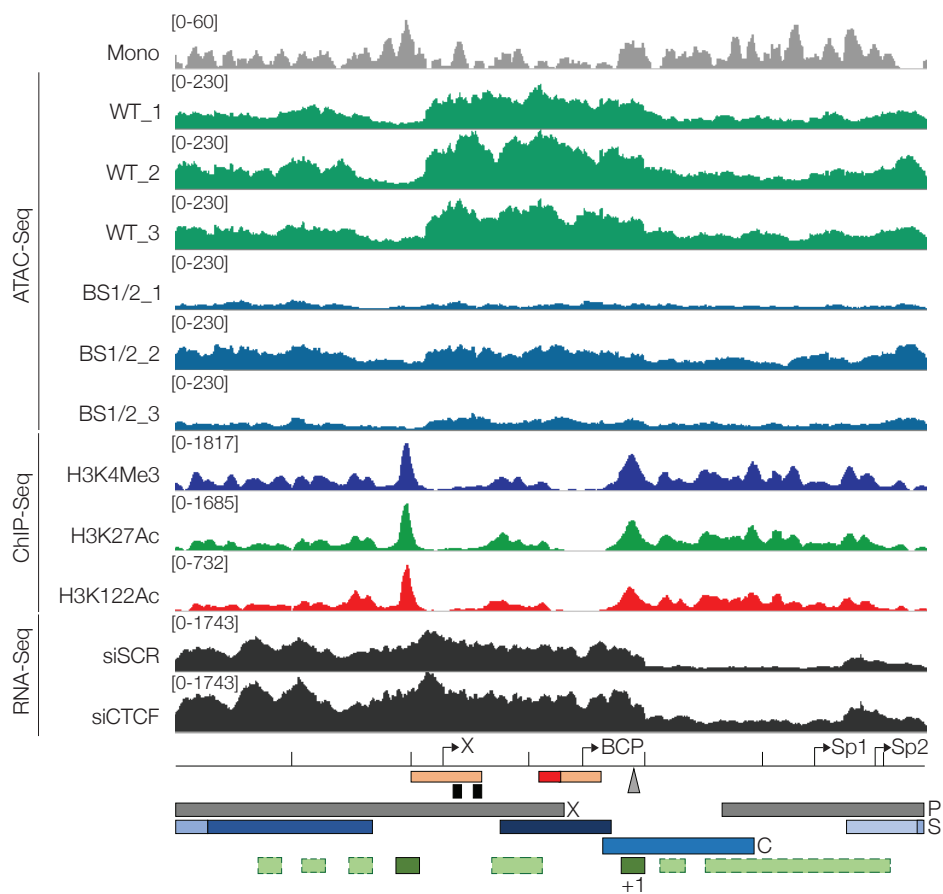 [0-60]
Mono
ATAC-Seq
[0-230]
WT_1
[0-230]
WT_2
[0-230]
WT_3
[0-230]
BS1/2_1
[0-230]
BS1/2_2
[0-230]
BS1/2_3
ChIP-Seq
[0-1817]
H3K4Me3
[0-1685]
H3K27Ac
[0-732]
H3K122Ac
RNA-Seq
[0-1743]
siSCR
[0-1743]
siCTCF
X BCP Sp1 Sp2
X P
S
C
+1